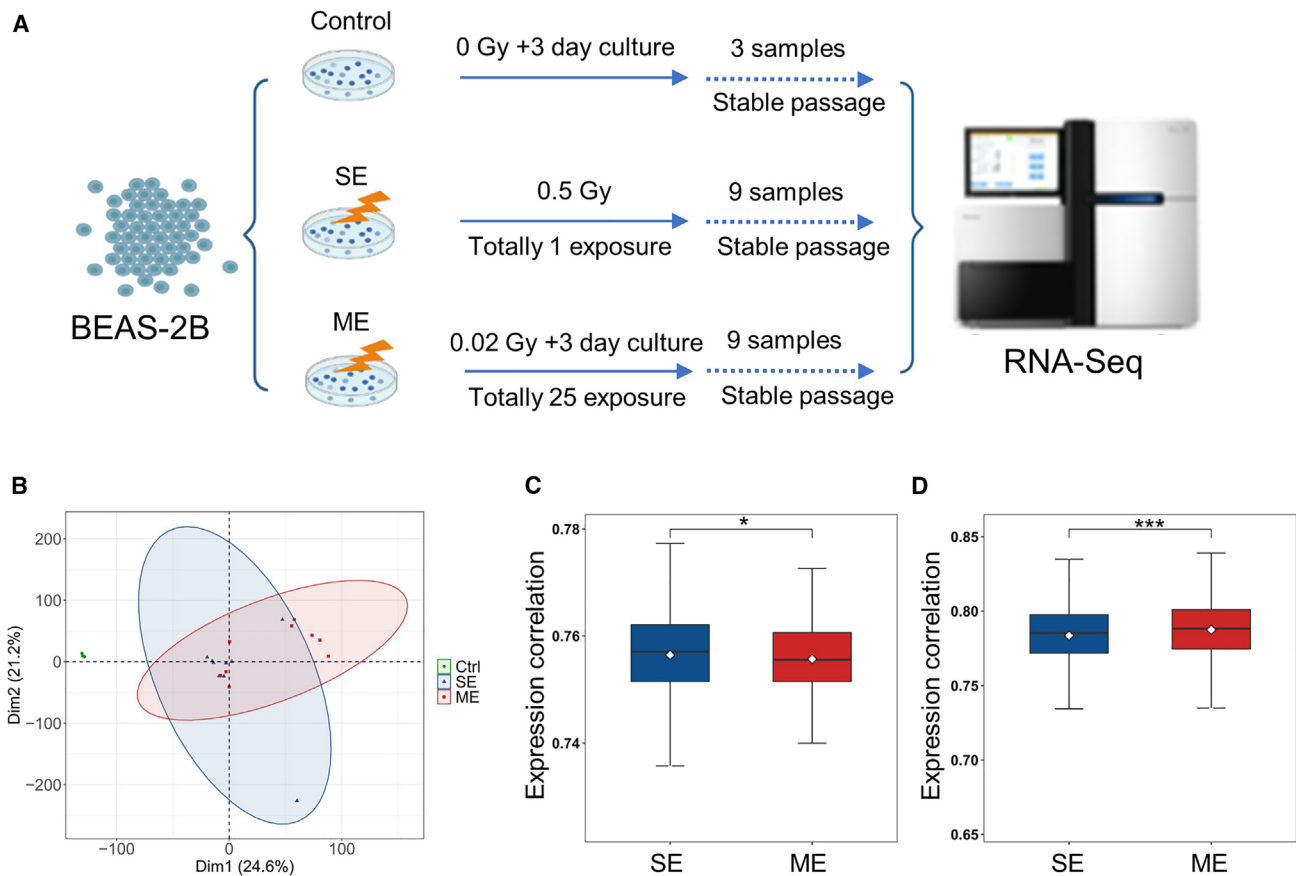 A
Control
0 Gy +3 day culture
3 samples
Stable passage
SE
0.5 Gy
9 samples
Totally 1 exposure
Stable passage
BEAS-2B
ME
0.02 Gy +3 day culture
9 samples
Totally 25 exposure
Stable passage
RNA-Seq
B
200
100
0
−100
−200
−100
0
100
Dim2 (21.2%)
Dim1 (24.6%)
Ctrl
SE
ME
C
*
0.78
0.76
0.74
Expression correlation
SE
ME
D
***
0.85
0.80
0.75
0.70
0.65
Expression correlation
SE
ME